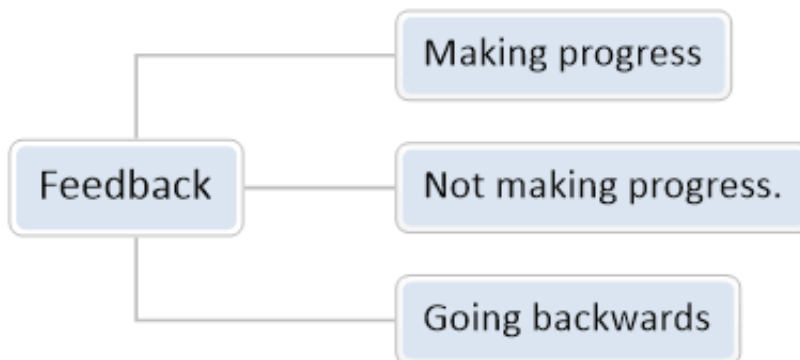 Making progress
Feedback
Not making progress.
Going backwards